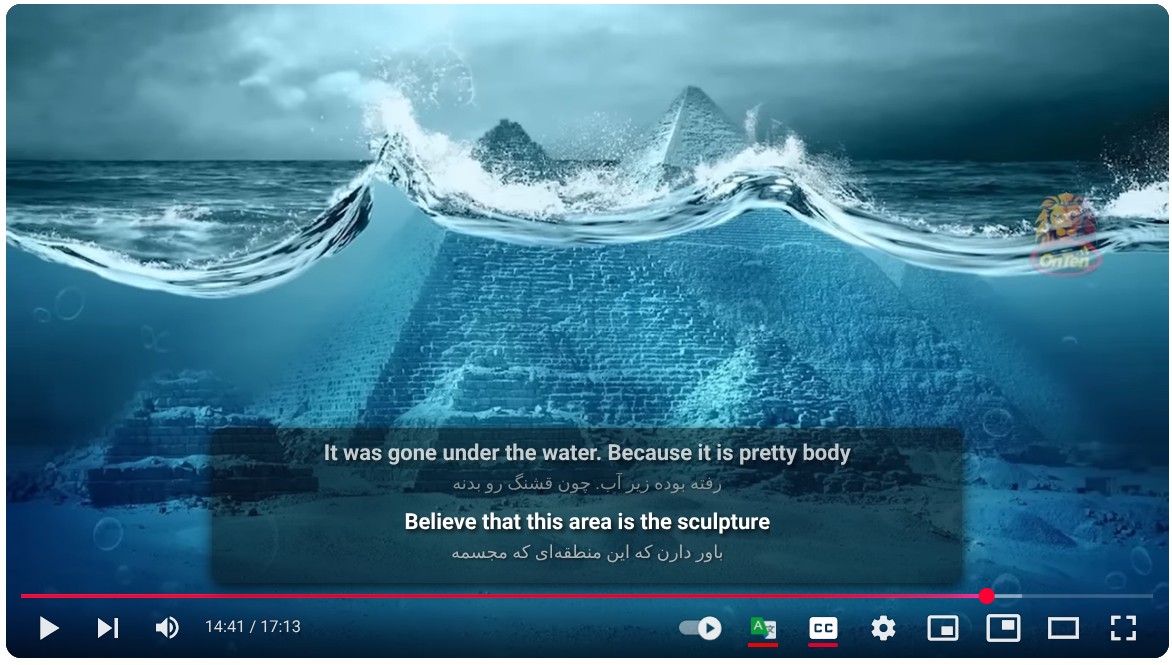 OnTen
It was gone under the water. Because it is pretty body
رفته بوده زیر آب. چون قشنگ رو بدنه
Believe that this area is the sculpture
باور دارن که این منطقه‌ای که مجسمه
14:41 / 17:13
A 文
CC